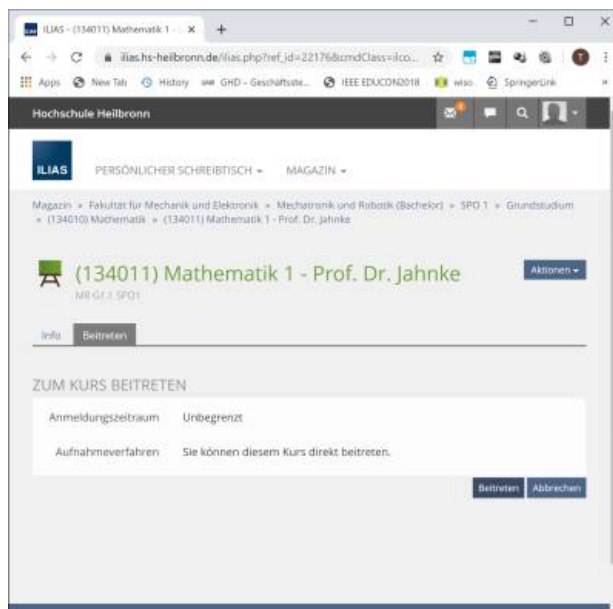 ILIAS - (134011) Mathematik 1 -
ilias.hs-heilbronn.de/ilias.php?ref_id=22176&cmdClass=ilco...
Apps New Tab History GHD - Geschäftsste... IEEE EDUCON2018 wiso SpringerLink
Hochschule Heilbronn
ILIAS PERSÖNLICHER SCHREIBTISCH MAGAZIN
Magazin » Fakultät für Mechanik und Elektronik » Mechatronik und Robotik (Bachelor) » SPO 1 » Grundstudium
» (134010) Mathematik » (134011) Mathematik 1 - Prof. Dr. Jahnke
(134011) Mathematik 1 - Prof. Dr. Jahnke Aktionen
MR G1.1 SPO1
Info Beitreten
ZUM KURS BEITRETEN
Anmeldungszeitraum Unbegrenzt
Aufnahmeverfahren Sie können diesem Kurs direkt beitreten.
Beitreten Abbrechen